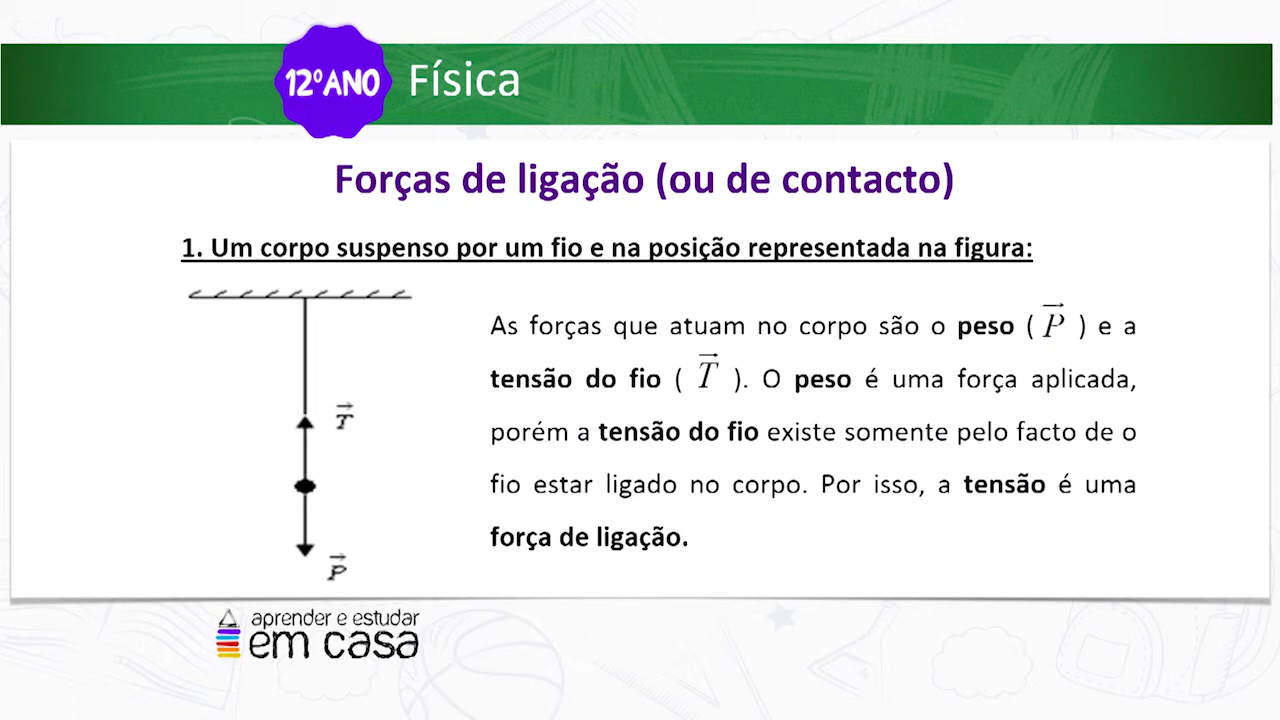 12ºANO Física
Forças de ligação (ou de contacto)
1. Um corpo suspenso por um fio e na posição representada na figura:
As forças que atuam no corpo são o peso ( P⃗ ) e a
tensão do fio ( T⃗ ). O peso é uma força aplicada,
porém a tensão do fio existe somente pelo facto de o
fio estar ligado no corpo. Por isso, a tensão é uma
força de ligação.
T⃗
P⃗
aprender e estudar
em casa